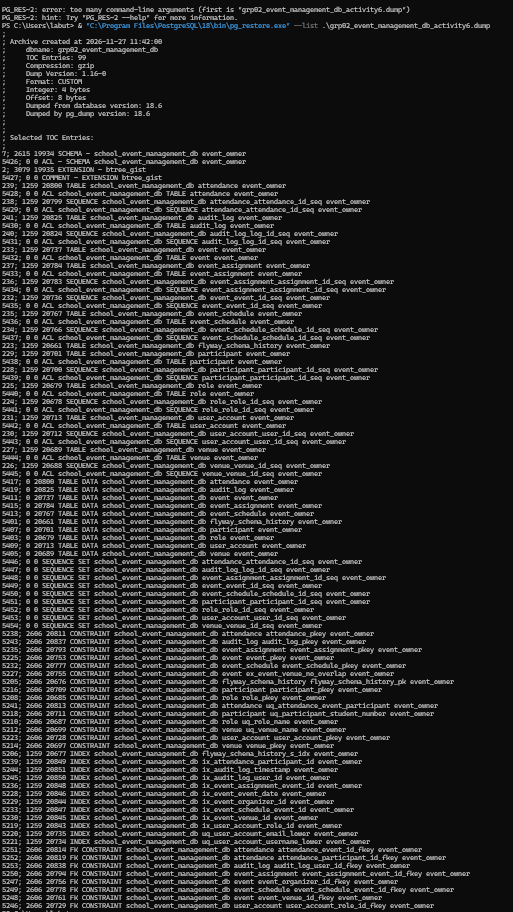 PG_RES~2: error: too many command-line arguments (first is "grp02_event_management_db_activity6.dump")
PG_RES~2: hint: Try "PG_RES~2 --help" for more information.
PS C:\Users\labut> & "C:\Program Files\PostgreSQL\18\bin\pg_restore.exe" --list .\grp02_event_management_db_activity6.dump
;
; Archive created at 2026-11-27 11:42:00
;     dbname: grp02_event_management_db
;     TOC Entries: 99
;     Compression: gzip
;     Dump Version: 1.16-0
;     Format: CUSTOM
;     Integer: 4 bytes
;     Offset: 8 bytes
;     Dumped from database version: 18.6
;     Dumped by pg_dump version: 18.6
;
;
; Selected TOC Entries:
;
7; 2615 19934 SCHEMA - school_event_management_db event_owner
5426; 0 0 ACL - SCHEMA school_event_management_db event_owner
2; 3079 19935 EXTENSION - btree_gist
5427; 0 0 COMMENT - EXTENSION btree_gist
239; 1259 20800 TABLE school_event_management_db attendance event_owner
5428; 0 0 ACL school_event_management_db TABLE attendance event_owner
238; 1259 20799 SEQUENCE school_event_management_db attendance_attendance_id_seq event_owner
5429; 0 0 ACL school_event_management_db SEQUENCE attendance_attendance_id_seq event_owner
241; 1259 20825 TABLE school_event_management_db audit_log event_owner
5430; 0 0 ACL school_event_management_db TABLE audit_log event_owner
240; 1259 20824 SEQUENCE school_event_management_db audit_log_log_id_seq event_owner
5431; 0 0 ACL school_event_management_db SEQUENCE audit_log_log_id_seq event_owner
233; 1259 20737 TABLE school_event_management_db event event_owner
5432; 0 0 ACL school_event_management_db TABLE event event_owner
237; 1259 20784 TABLE school_event_management_db event_assignment event_owner
5433; 0 0 ACL school_event_management_db TABLE event_assignment event_owner
236; 1259 20783 SEQUENCE school_event_management_db event_assignment_assignment_id_seq event_owner
5434; 0 0 ACL school_event_management_db SEQUENCE event_assignment_assignment_id_seq event_owner
232; 1259 20736 SEQUENCE school_event_management_db event_event_id_seq event_owner
5435; 0 0 ACL school_event_management_db SEQUENCE event_event_id_seq event_owner
235; 1259 20767 TABLE school_event_management_db event_schedule event_owner
5436; 0 0 ACL school_event_management_db TABLE event_schedule event_owner
234; 1259 20766 SEQUENCE school_event_management_db event_schedule_schedule_id_seq event_owner
5437; 0 0 ACL school_event_management_db SEQUENCE event_schedule_schedule_id_seq event_owner
223; 1259 20661 TABLE school_event_management_db flyway_schema_history event_owner
229; 1259 20701 TABLE school_event_management_db participant event_owner
5438; 0 0 ACL school_event_management_db TABLE participant event_owner
228; 1259 20700 SEQUENCE school_event_management_db participant_participant_id_seq event_owner
5439; 0 0 ACL school_event_management_db SEQUENCE participant_participant_id_seq event_owner
225; 1259 20679 TABLE school_event_management_db role event_owner
5440; 0 0 ACL school_event_management_db TABLE role event_owner
224; 1259 20678 SEQUENCE school_event_management_db role_role_id_seq event_owner
5441; 0 0 ACL school_event_management_db SEQUENCE role_role_id_seq event_owner
231; 1259 20713 TABLE school_event_management_db user_account event_owner
5442; 0 0 ACL school_event_management_db TABLE user_account event_owner
230; 1259 20712 SEQUENCE school_event_management_db user_account_user_id_seq event_owner
5443; 0 0 ACL school_event_management_db SEQUENCE user_account_user_id_seq event_owner
227; 1259 20689 TABLE school_event_management_db venue event_owner
5444; 0 0 ACL school_event_management_db TABLE venue event_owner
226; 1259 20688 SEQUENCE school_event_management_db venue_venue_id_seq event_owner
5445; 0 0 ACL school_event_management_db SEQUENCE venue_venue_id_seq event_owner
5417; 0 20800 TABLE DATA school_event_management_db attendance event_owner
5419; 0 20825 TABLE DATA school_event_management_db audit_log event_owner
5411; 0 20737 TABLE DATA school_event_management_db event event_owner
5415; 0 20784 TABLE DATA school_event_management_db event_assignment event_owner
5413; 0 20767 TABLE DATA school_event_management_db event_schedule event_owner
5401; 0 20661 TABLE DATA school_event_management_db flyway_schema_history event_owner
5407; 0 20701 TABLE DATA school_event_management_db participant event_owner
5403; 0 20679 TABLE DATA school_event_management_db role event_owner
5409; 0 20713 TABLE DATA school_event_management_db user_account event_owner
5405; 0 20689 TABLE DATA school_event_management_db venue event_owner
5446; 0 0 SEQUENCE SET school_event_management_db attendance_attendance_id_seq event_owner
5447; 0 0 SEQUENCE SET school_event_management_db audit_log_log_id_seq event_owner
5448; 0 0 SEQUENCE SET school_event_management_db event_assignment_assignment_id_seq event_owner
5449; 0 0 SEQUENCE SET school_event_management_db event_event_id_seq event_owner
5450; 0 0 SEQUENCE SET school_event_management_db event_schedule_schedule_id_seq event_owner
5451; 0 0 SEQUENCE SET school_event_management_db participant_participant_id_seq event_owner
5452; 0 0 SEQUENCE SET school_event_management_db role_role_id_seq event_owner
5453; 0 0 SEQUENCE SET school_event_management_db user_account_user_id_seq event_owner
5454; 0 0 SEQUENCE SET school_event_management_db venue_venue_id_seq event_owner
5238; 2606 20811 CONSTRAINT school_event_management_db attendance attendance_pkey event_owner
5243; 2606 20837 CONSTRAINT school_event_management_db audit_log audit_log_pkey event_owner
5235; 2606 20793 CONSTRAINT school_event_management_db event_assignment event_assignment_pkey event_owner
5225; 2606 20753 CONSTRAINT school_event_management_db event event_pkey event_owner
5232; 2606 20777 CONSTRAINT school_event_management_db event_schedule event_schedule_pkey event_owner
5227; 2606 20755 CONSTRAINT school_event_management_db event ex_event_venue_no_overlap event_owner
5205; 2606 20676 CONSTRAINT school_event_management_db flyway_schema_history flyway_schema_history_pk event_owner
5216; 2606 20709 CONSTRAINT school_event_management_db participant participant_pkey event_owner
5208; 2606 20685 CONSTRAINT school_event_management_db role role_pkey event_owner
5241; 2606 20813 CONSTRAINT school_event_management_db attendance uq_attendance_event_participant event_owner
5218; 2606 20711 CONSTRAINT school_event_management_db participant uq_participant_student_number event_owner
5210; 2606 20687 CONSTRAINT school_event_management_db role uq_role_name event_owner
5212; 2606 20699 CONSTRAINT school_event_management_db venue uq_venue_name event_owner
5223; 2606 20728 CONSTRAINT school_event_management_db user_account user_account_pkey event_owner
5214; 2606 20697 CONSTRAINT school_event_management_db venue venue_pkey event_owner
5206; 1259 20677 INDEX school_event_management_db flyway_schema_history_s_idx event_owner
5239; 1259 20849 INDEX school_event_management_db ix_attendance_participant_id event_owner
5244; 1259 20851 INDEX school_event_management_db ix_audit_log_timestamp event_owner
5245; 1259 20850 INDEX school_event_management_db ix_audit_log_user_id event_owner
5236; 1259 20848 INDEX school_event_management_db ix_event_assignment_event_id event_owner
5228; 1259 20846 INDEX school_event_management_db ix_event_event_date event_owner
5229; 1259 20844 INDEX school_event_management_db ix_event_organizer_id event_owner
5233; 1259 20847 INDEX school_event_management_db ix_event_schedule_event_id event_owner
5230; 1259 20845 INDEX school_event_management_db ix_event_venue_id event_owner
5219; 1259 20843 INDEX school_event_management_db ix_user_account_role_id event_owner
5220; 1259 20735 INDEX school_event_management_db uq_user_account_email_lower event_owner
5221; 1259 20734 INDEX school_event_management_db uq_user_account_username_lower event_owner
5251; 2606 20814 FK CONSTRAINT school_event_management_db attendance attendance_event_id_fkey event_owner
5252; 2606 20819 FK CONSTRAINT school_event_management_db attendance attendance_participant_id_fkey event_owner
5253; 2606 20838 FK CONSTRAINT school_event_management_db audit_log audit_log_user_id_fkey event_owner
5250; 2606 20794 FK CONSTRAINT school_event_management_db event_assignment event_assignment_event_id_fkey event_owner
5247; 2606 20756 FK CONSTRAINT school_event_management_db event event_organizer_id_fkey event_owner
5249; 2606 20778 FK CONSTRAINT school_event_management_db event_schedule event_schedule_event_id_fkey event_owner
5248; 2606 20761 FK CONSTRAINT school_event_management_db event event_venue_id_fkey event_owner
5246; 2606 20729 FK CONSTRAINT school_event_management_db user_account user_account_role_id_fkey event_owner